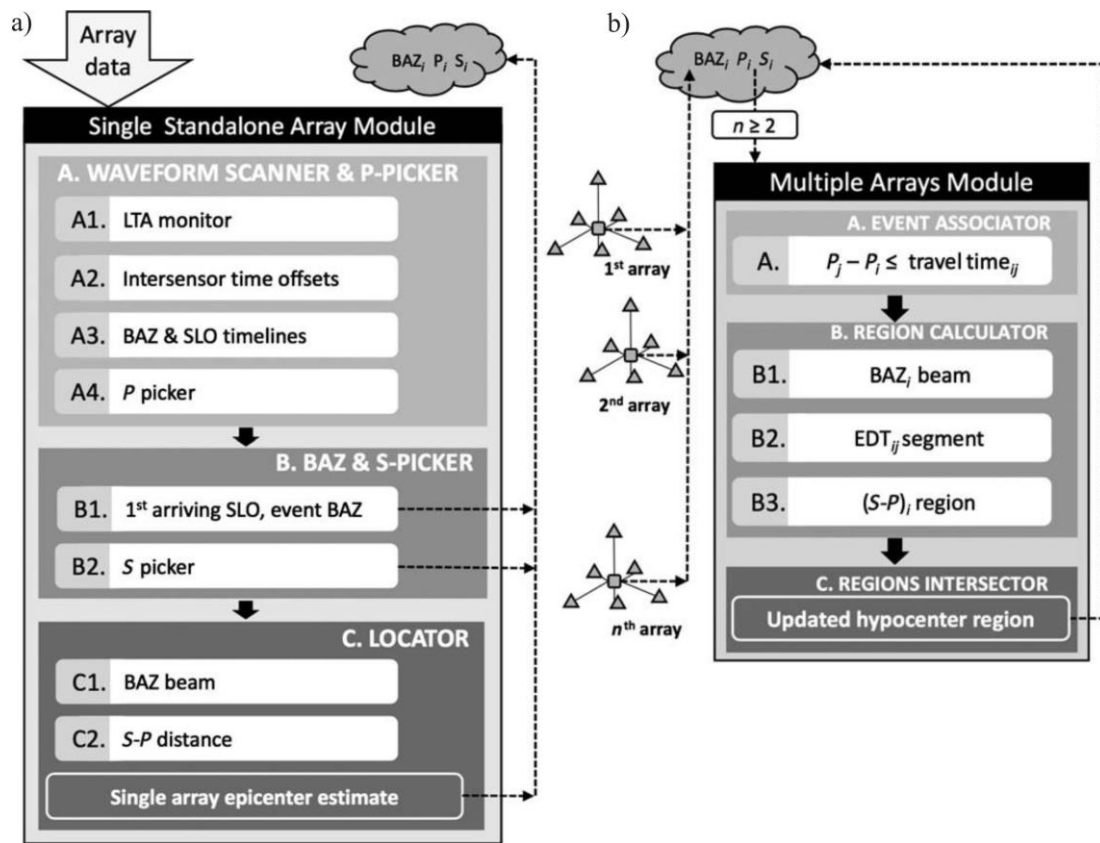 a)
Array
data
BAZi Pi Si
Single Standalone Array Module
A. WAVEFORM SCANNER & P-PICKER
A1. LTA monitor
A2. Intersensor time offsets
A3. BAZ & SLO timelines
A4. P picker
B. BAZ & S-PICKER
B1. 1st arriving SLO, event BAZ
B2. S picker
C. LOCATOR
C1. BAZ beam
C2. S-P distance
Single array epicenter estimate
b)
BAZi Pi Si
n ≥ 2
1st array
2nd array
nth array
Multiple Arrays Module
A. EVENT ASSOCIATOR
A. Pj – Pi ≤ travel timeij
B. REGION CALCULATOR
B1. BAZi beam
B2. EDTij segment
B3. (S-P)i region
C. REGIONS INTERSECTOR
Updated hypocenter region